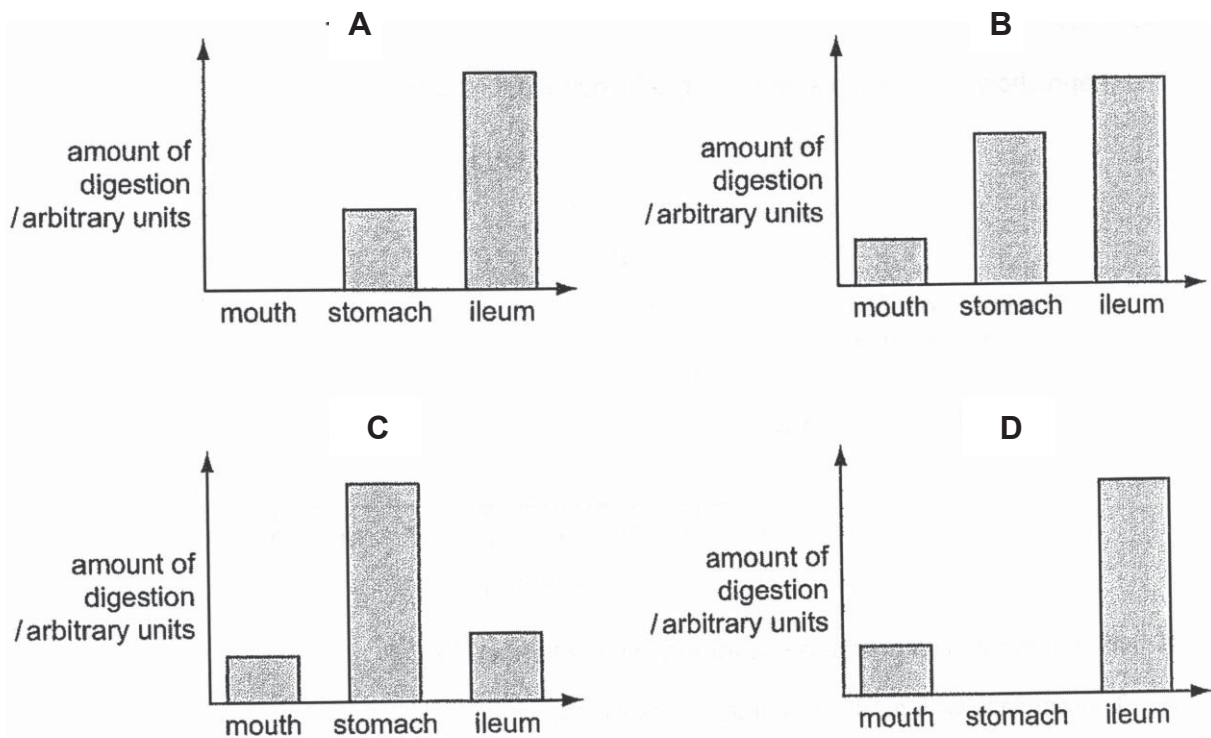 A
amount of
digestion
/ arbitrary units
mouth stomach ileum
B
amount of
digestion
/ arbitrary units
mouth stomach ileum
C
amount of
digestion
/ arbitrary units
mouth stomach ileum
D
amount of
digestion
/ arbitrary units
mouth stomach ileum